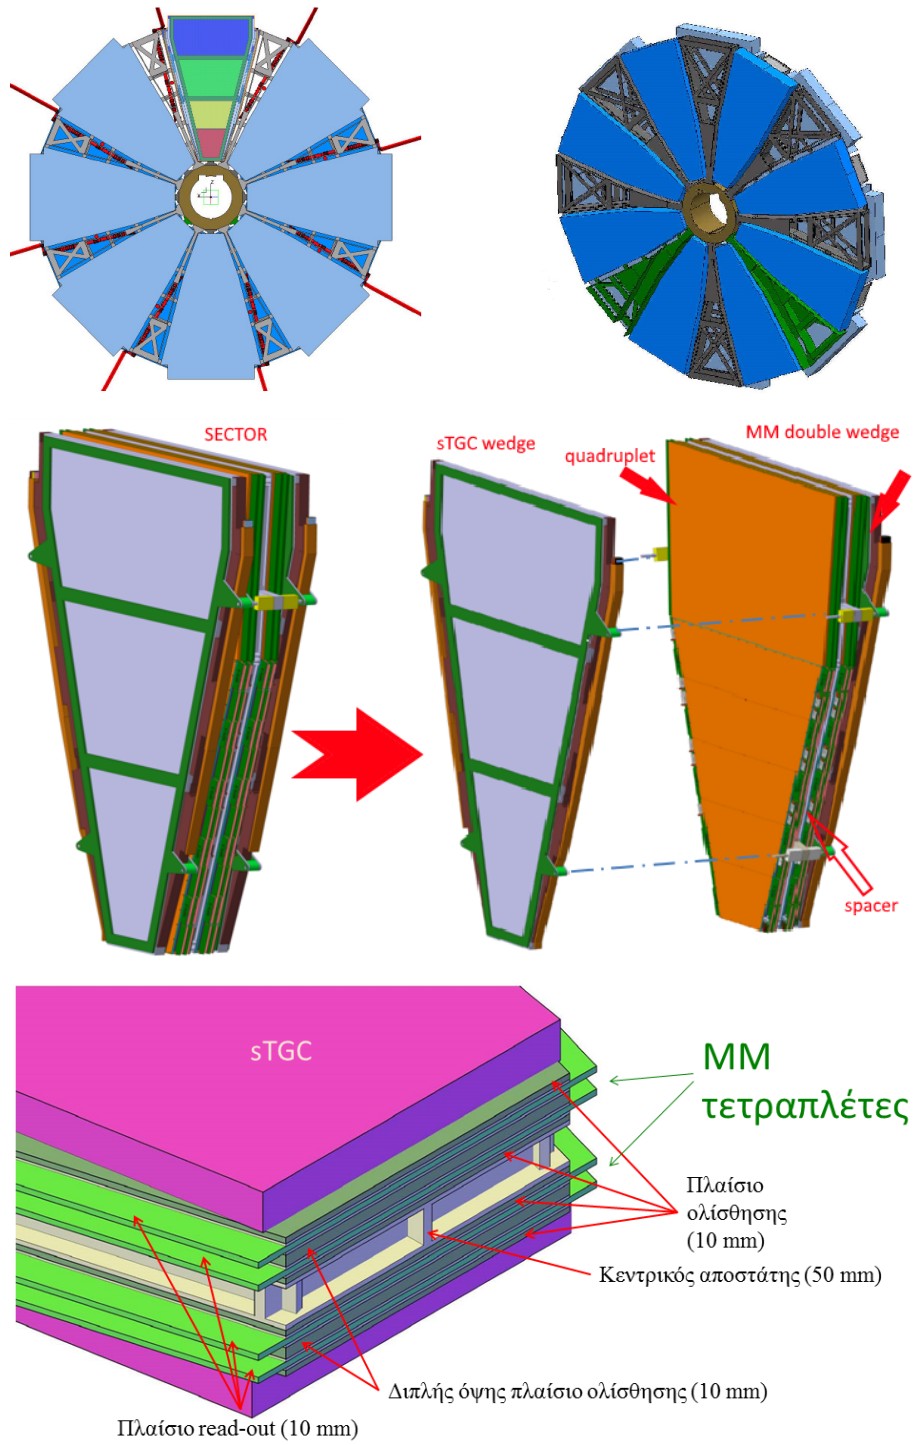 SECTOR
sTGC wedge
MM double wedge
quadruplet
spacer
sTGC
MM
τετραπλέτες
Πλαίσιο
ολίσθησης
(10 mm)
Κεντρικός αποστάτης (50 mm)
Διπλής όψης πλαίσιο ολίσθησης (10 mm)
Πλαίσιο read-out (10 mm)